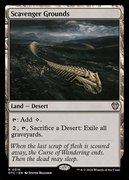 Scavenger Grounds
Land — Desert
: Add .
2, , Sacrifice a Desert: Exile all graveyards.
When the last scrap of flesh is scoured away, the Curse of Wandering ends. Then the dead may sleep.